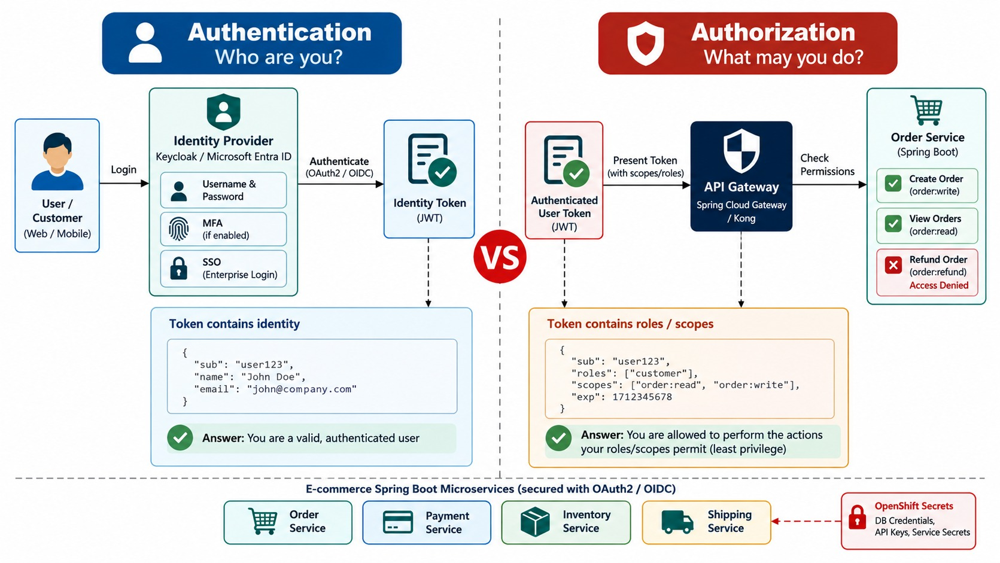 Authentication
Who are you?
Authorization
What may you do?
User /
Customer
(Web / Mobile)
Login
Identity Provider
Keycloak / Microsoft Entra ID
Username &
Password
MFA
(if enabled)
SSO
(Enterprise Login)
Authenticate
(OAuth2 / OIDC)
Identity Token
(JWT)
VS
Authenticated
User Token
(JWT)
Present Token
(with scopes/roles)
API Gateway
Spring Cloud Gateway
/ Kong
Check
Permissions
Order Service
(Spring Boot)
Create Order
(order:write)
View Orders
(order:read)
Refund Order
(order:refund)
Access Denied
Token contains identity
{
"sub": "user123",
"name": "John Doe",
"email": "john@company.com"
}
Answer: You are a valid, authenticated user
Token contains roles / scopes
{
"sub": "user123",
"roles": ["customer"],
"scopes": ["order:read", "order:write"],
"exp": 1712345678
}
Answer: You are allowed to perform the actions
your roles/scopes permit (least privilege)
E-commerce Spring Boot Microservices (secured with OAuth2 / OIDC)
Order
Service
Payment
Service
Inventory
Service
Shipping
Service
OpenShift Secrets
DB Credentials,
API Keys, Service Secrets